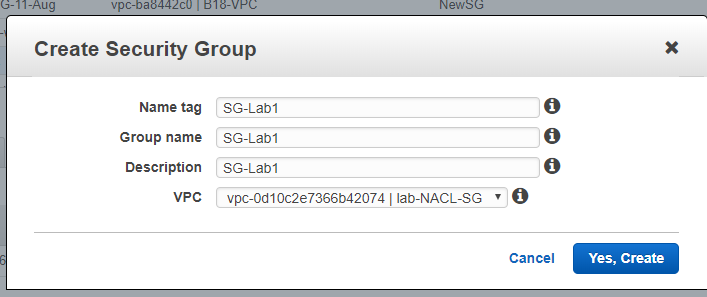 G-11-Aug vpc-ba8442c0 | B18-VPC NewSG
Create Security Group
Name tag SG-Lab1
Group name SG-Lab1
Description SG-Lab1
VPC vpc-0d10c2e7366b42074 | lab-NACL-SG
Cancel Yes, Create